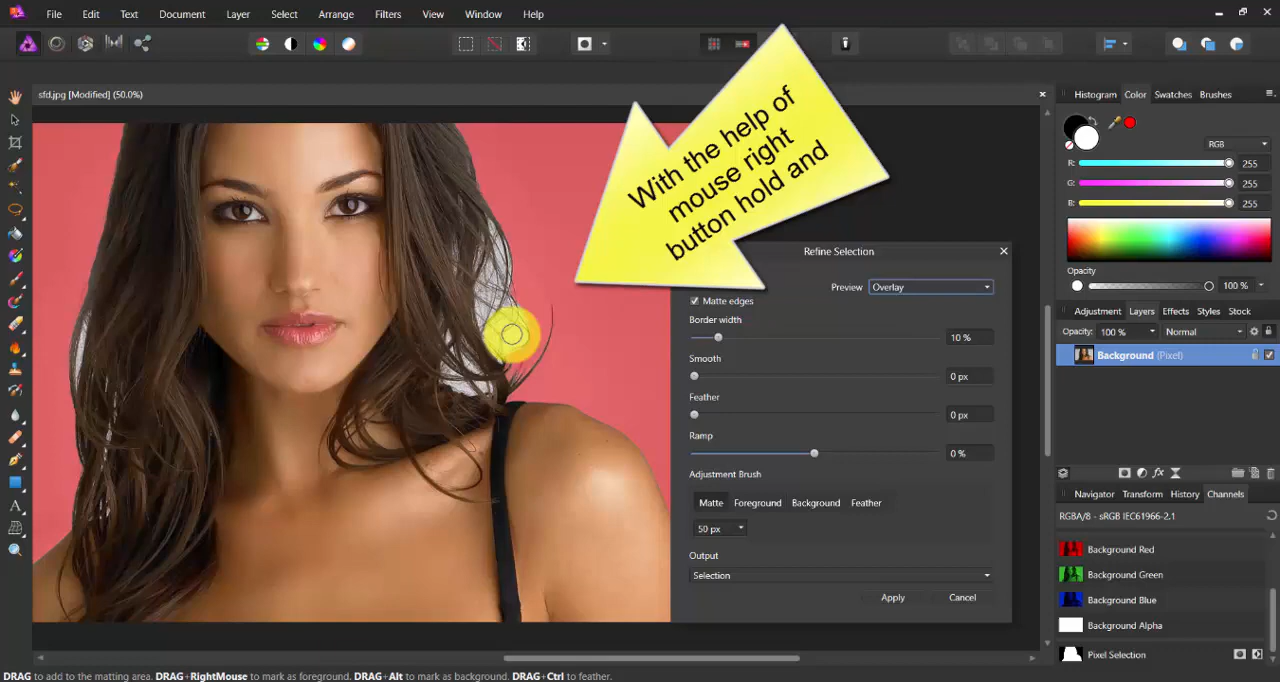 File Edit Text Document Layer Select Arrange Filters View Window Help
sfd.jpg [Modified] (50.0%)
With the help of
mouse right
button hold and
Refine Selection
Preview Overlay
Matte edges
Border width
10 %
Smooth
0 px
Feather
0 px
Ramp
0 %
Adjustment Brush
Matte Foreground Background Feather
50 px
Output
Selection
Apply Cancel
Histogram Color Swatches Brushes
RGB
R: 255
G: 255
B: 255
Opacity
100 %
Adjustment Layers Effects Styles Stock
Opacity: 100 % Normal
Background (Pixel)
Navigator Transform History Channels
RGBA/8 - sRGB IEC61966-2.1
Background Red
Background Green
Background Blue
Background Alpha
Pixel Selection
DRAG to add to the matting area. DRAG+RightMouse to mark as foreground. DRAG+Alt to mark as background. DRAG+Ctrl to feather.